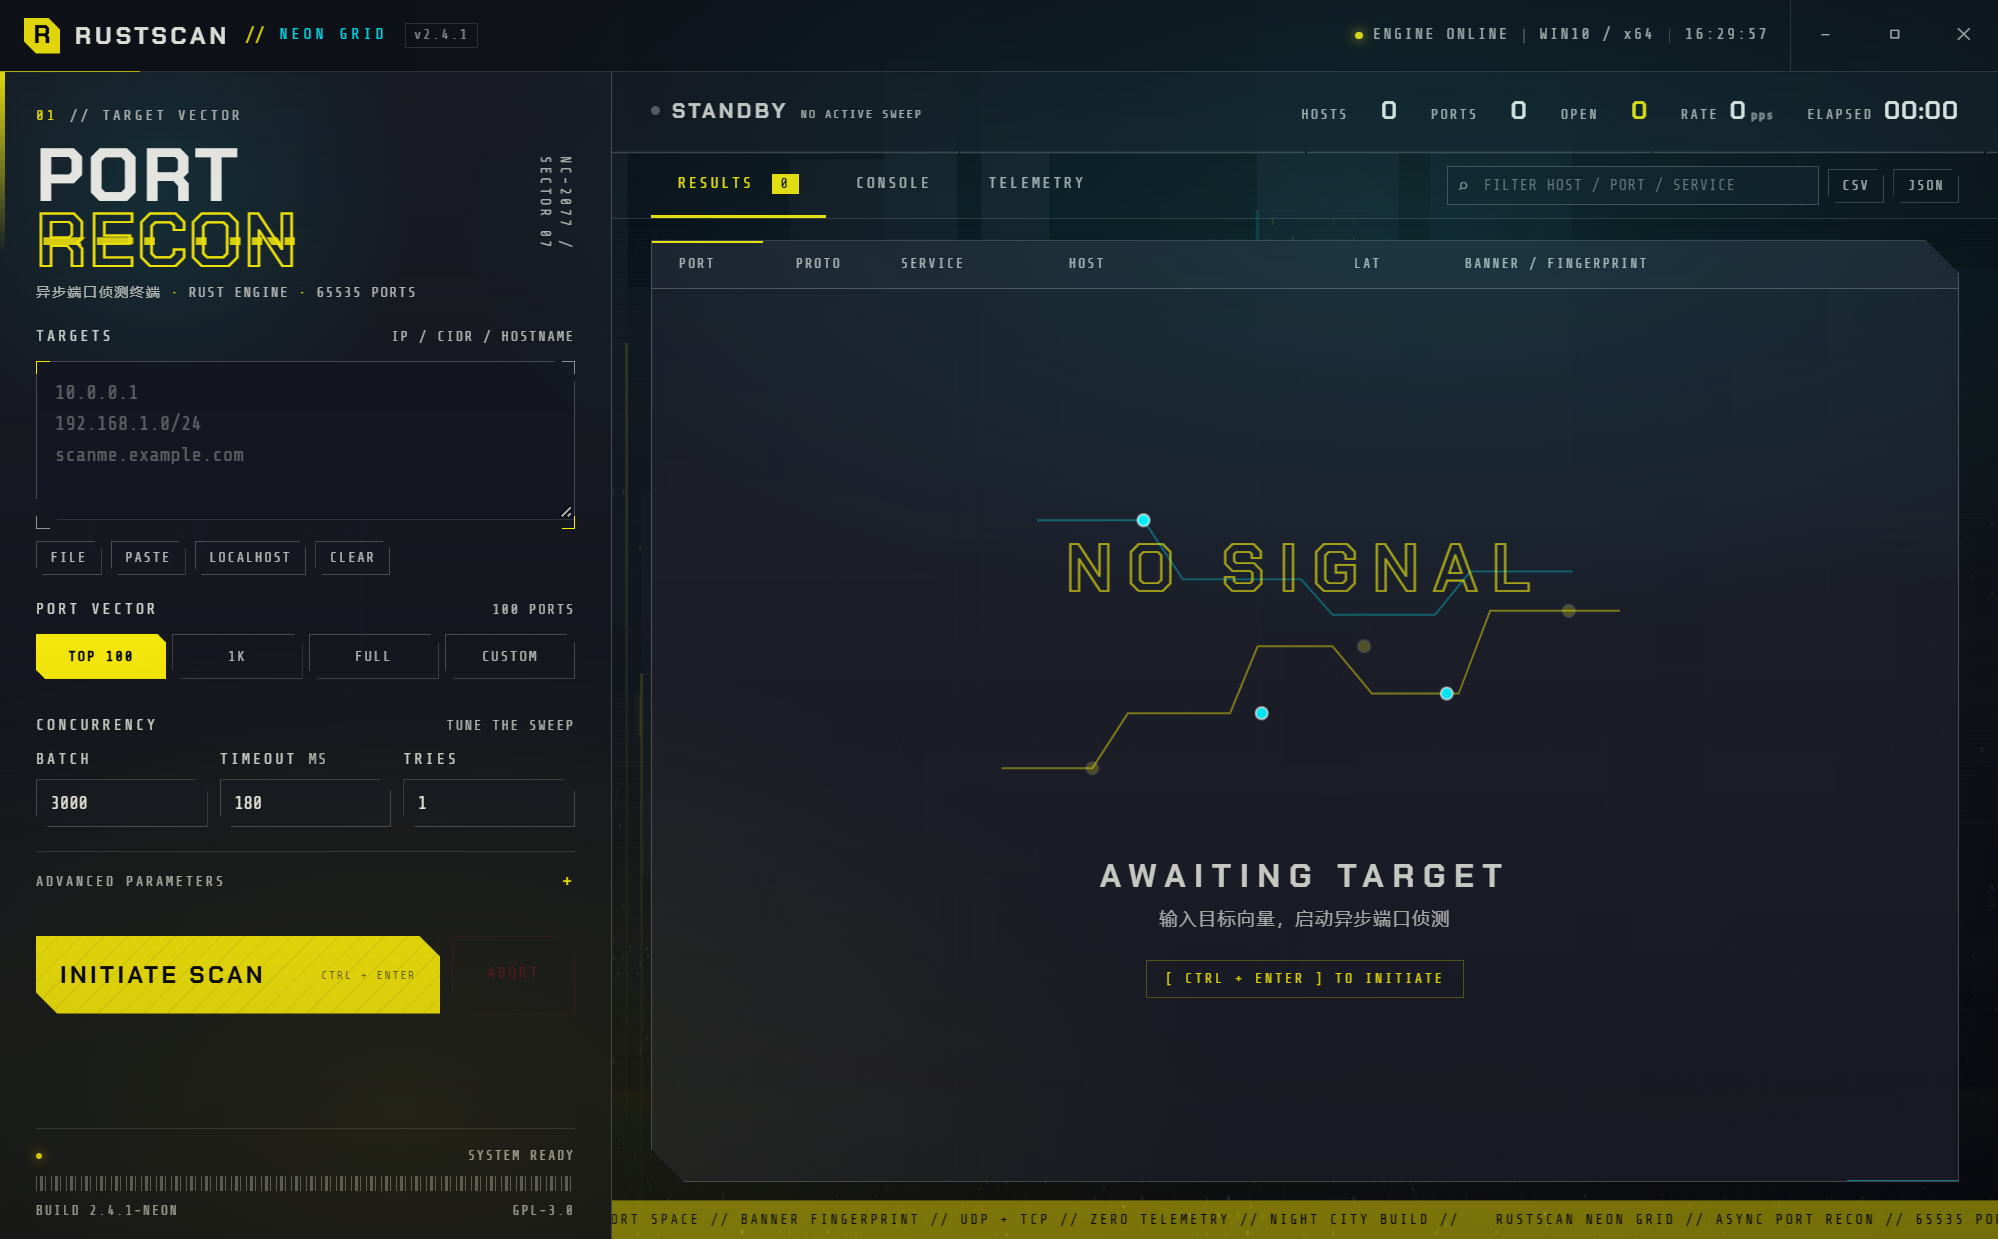 R RUSTSCAN // NEON GRID v2.4.1
ENGINE ONLINE | WIN10 / x64 | 16:29:57
01 // TARGET VECTOR
PORT
RECON
NC-2077 /
SECTOR 07
异步端口侦测终端 · RUST ENGINE · 65535 PORTS
TARGETS IP / CIDR / HOSTNAME
10.0.0.1
192.168.1.0/24
scanme.example.com
FILE PASTE LOCALHOST CLEAR
PORT VECTOR 100 PORTS
TOP 100 1K FULL CUSTOM
CONCURRENCY TUNE THE SWEEP
BATCH TIMEOUT MS TRIES
3000 180 1
ADVANCED PARAMETERS +
INITIATE SCAN CTRL + ENTER ABORT
SYSTEM READY
BUILD 2.4.1-NEON GPL-3.0
STANDBY NO ACTIVE SWEEP
HOSTS 0 PORTS 0 OPEN 0 RATE 0 pps ELAPSED 00:00
RESULTS 0 CONSOLE TELEMETRY
FILTER HOST / PORT / SERVICE CSV JSON
PORT PROTO SERVICE HOST LAT BANNER / FINGERPRINT
NO SIGNAL
AWAITING TARGET
输入目标向量，启动异步端口侦测
[ CTRL + ENTER ] TO INITIATE
ORT SPACE // BANNER FINGERPRINT // UDP + TCP // ZERO TELEMETRY // NIGHT CITY BUILD // RUSTSCAN NEON GRID // ASYNC PORT RECON // 65535 POR